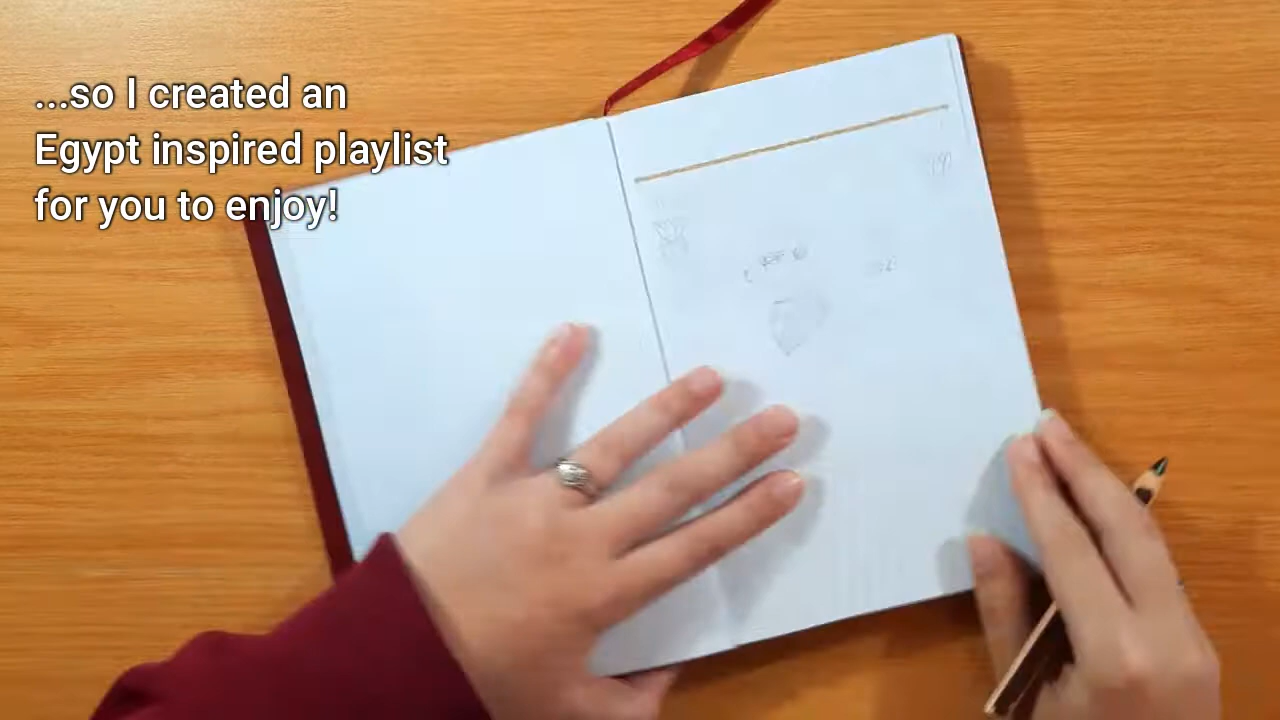 ...so I created an
Egypt inspired playlist
for you to enjoy!